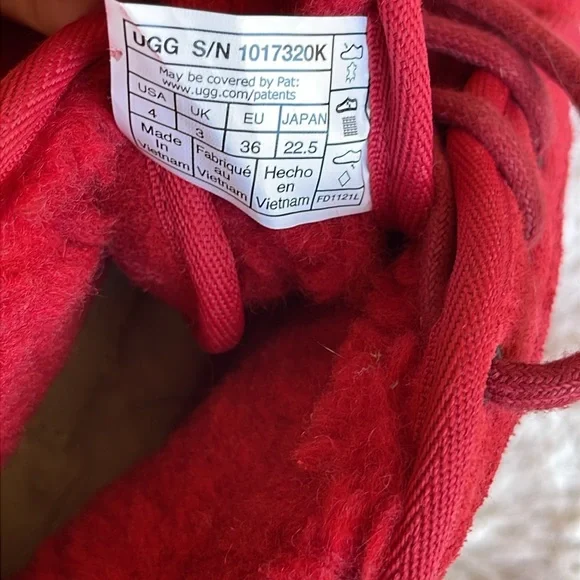 UGG S/N 1017320K
May be covered by Pat:
www.ugg.com/patents
USA UK EU JAPAN
4 3 36 22.5
Made in Vietnam
Fabriqué au Vietnam
Hecho en Vietnam
FD1121L